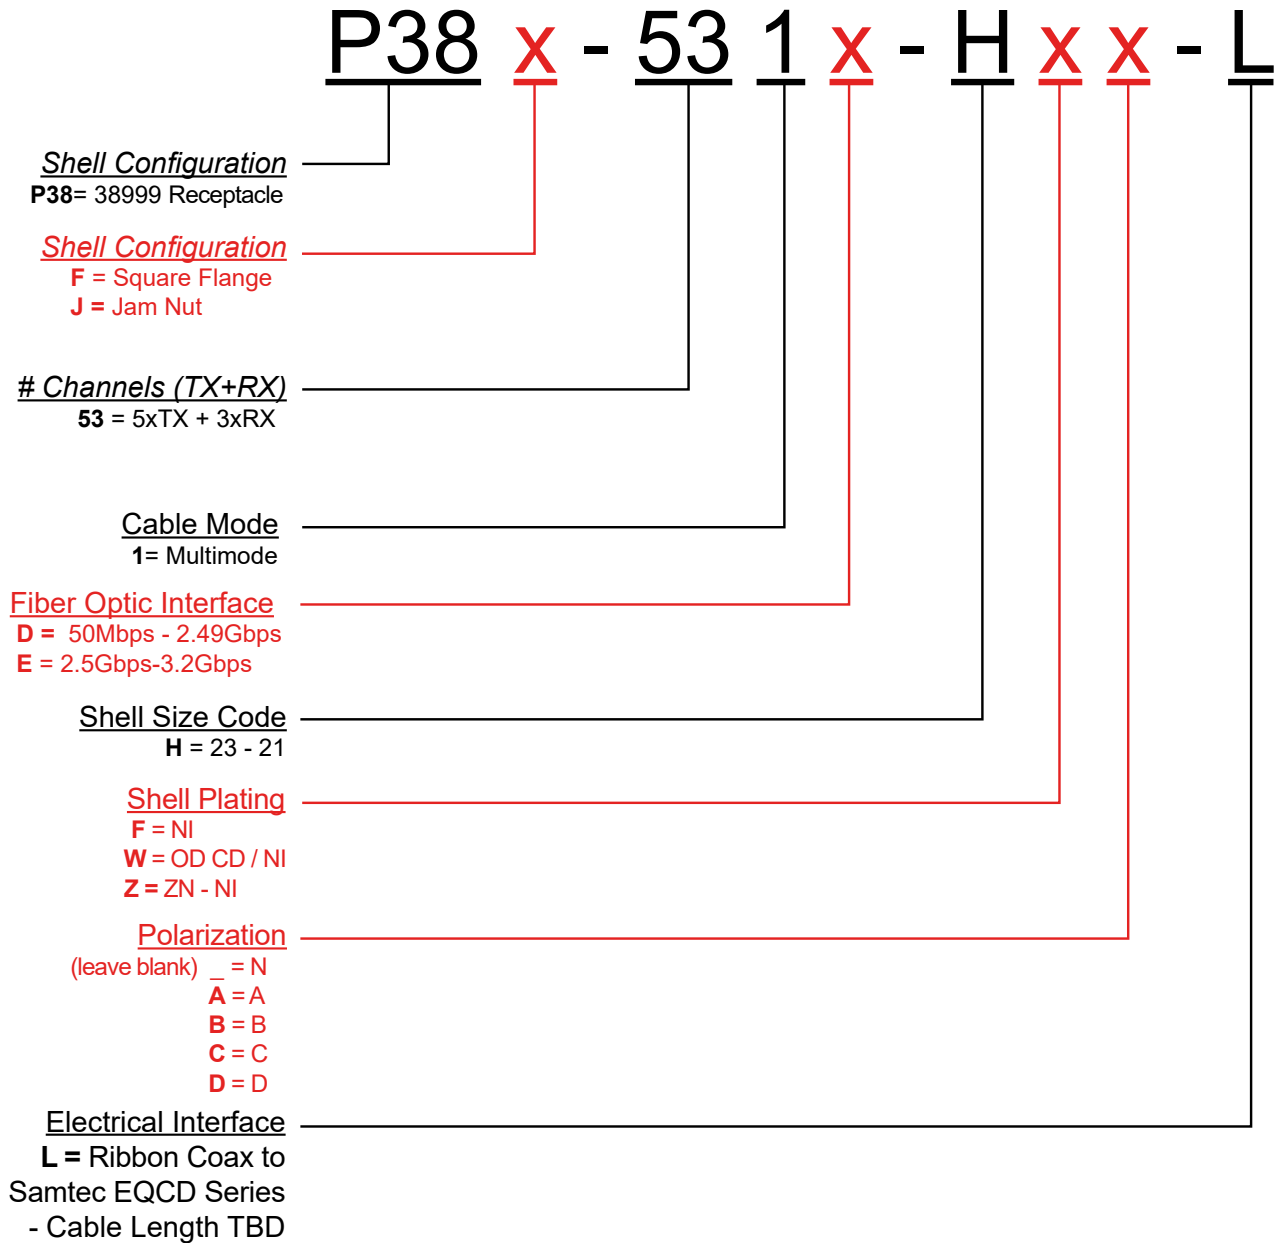 P38 x - 53 1 x - H x x - L
Shell Configuration
P38= 38999 Receptacle
Shell Configuration
F = Square Flange
J = Jam Nut
# Channels (TX+RX)
53 = 5xTX + 3xRX
Cable Mode
1= Multimode
Fiber Optic Interface
D = 50Mbps - 2.49Gbps
E = 2.5Gbps-3.2Gbps
Shell Size Code
H = 23 - 21
Shell Plating
F = NI
W = OD CD / NI
Z = ZN - NI
Polarization
(leave blank) _ = N
A = A
B = B
C = C
D = D
Electrical Interface
L = Ribbon Coax to
Samtec EQCD Series
- Cable Length TBD